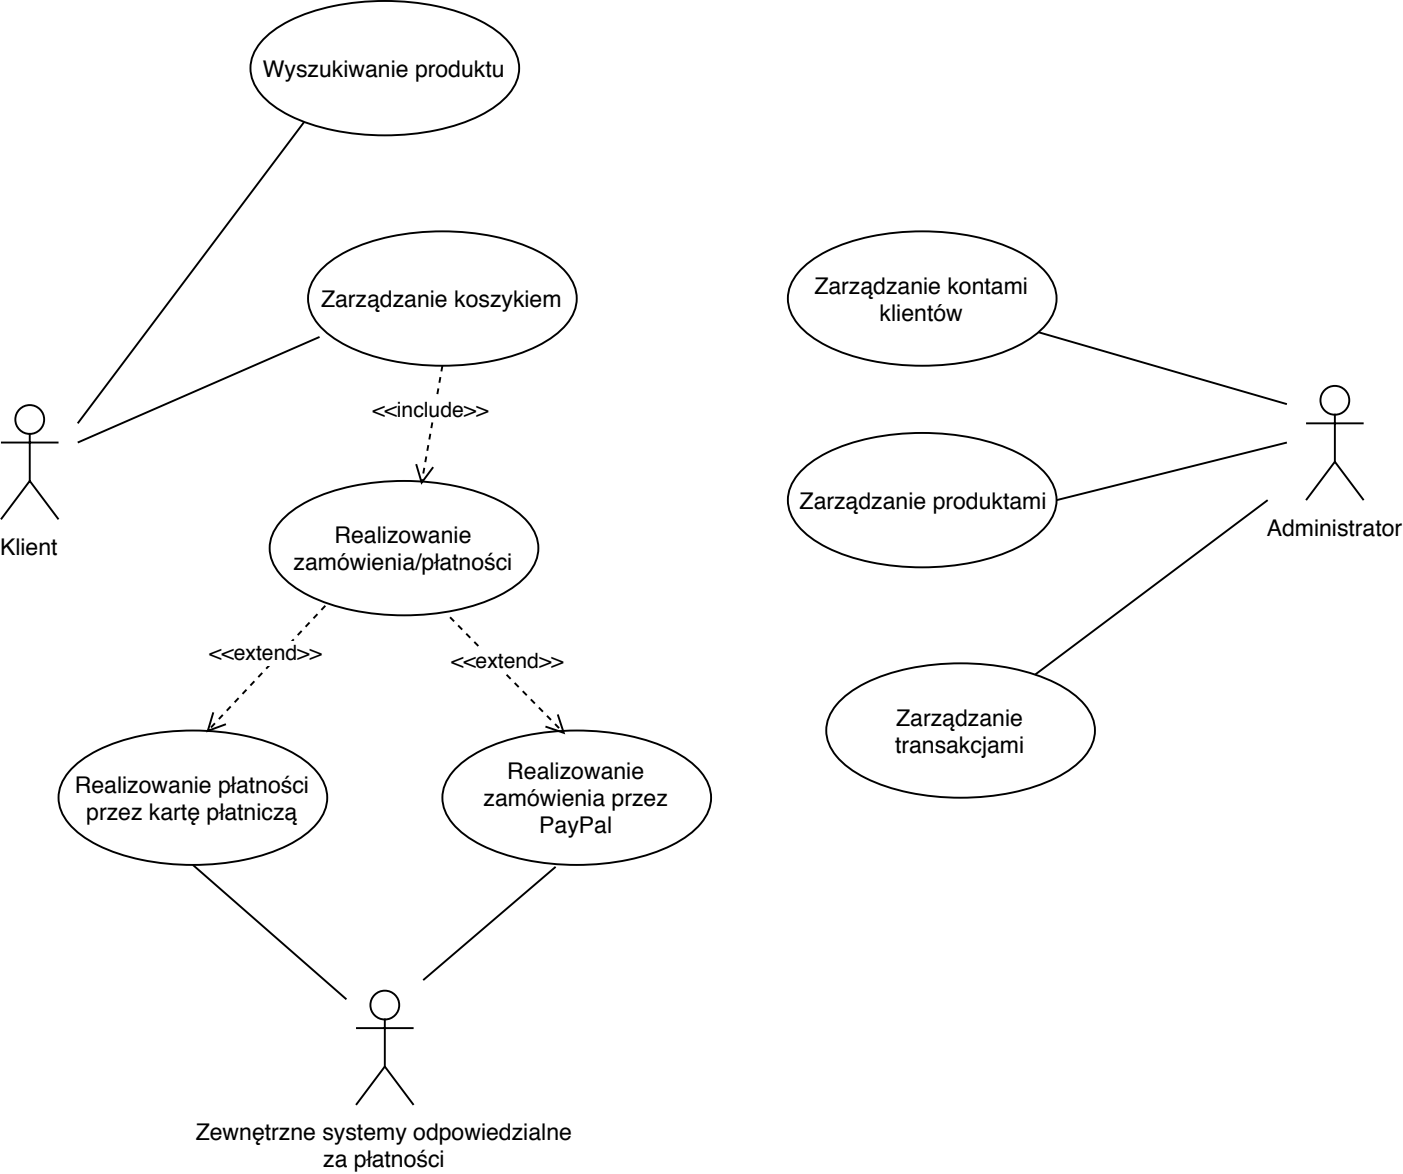 Wyszukiwanie produktu
Zarządzanie koszykiem
Zarządzanie kontami
klientów
<<include>>
Zarządzanie produktami
Klient
Administrator
Realizowanie
zamówienia/płatności
<<extend>>
<<extend>>
Zarządzanie
transakcjami
Realizowanie płatności
przez kartę płatniczą
Realizowanie
zamówienia przez
PayPal
Zewnętrzne systemy odpowiedzialne
za płatności